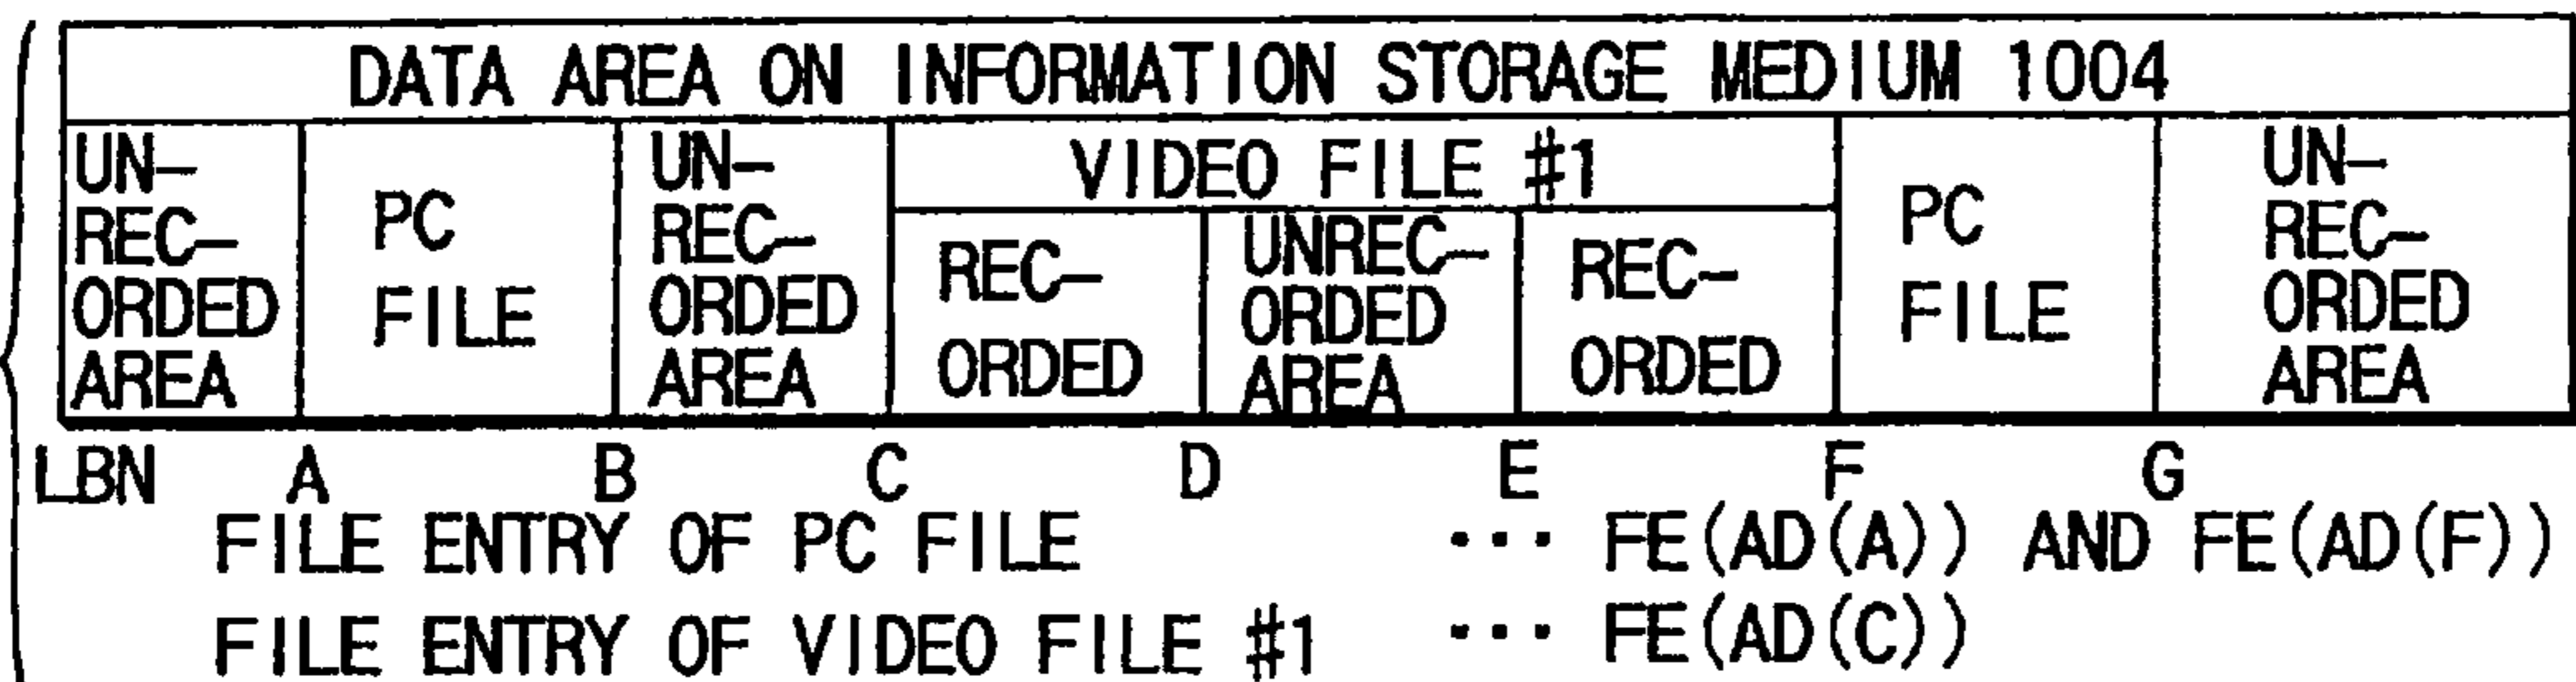 DATA AREA ON INFORMATION STORAGE MEDIUM 1004
UN-
REC-
ORDED
AREA
PC
FILE
UN-
REC-
ORDED
AREA
VIDEO FILE #1
REC-
ORDED
UNREC-
ORDED
AREA
REC-
ORDED
PC
FILE
UN-
REC-
ORDED
AREA
LBN A B C D E F G
FILE ENTRY OF PC FILE ··· FE(AD(A)) AND FE(AD(F))
FILE ENTRY OF VIDEO FILE #1 ··· FE(AD(C))